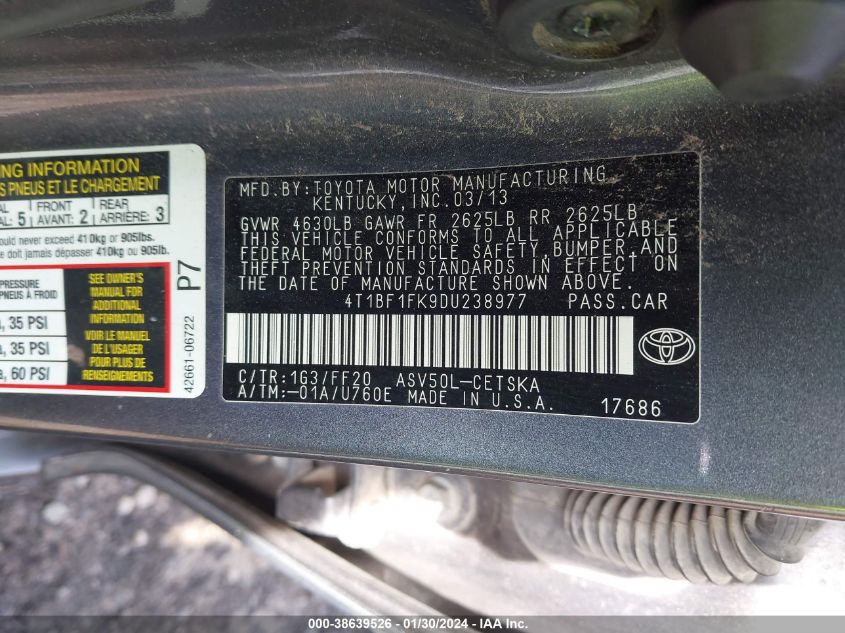 NG INFORMATION
S PNEUS ET LE CHARGEMENT
AL: 5 FRONT AVANT: 2 REAR ARRIÈRE: 3
ould never exceed 410kg or 905lbs.
e doit jamais dépasser 410kg ou 905lb.
PRESSURE
PNEUS À FROID
, 35 PSI
, 35 PSI
, 60 PSI
SEE OWNER'S
MANUAL FOR
ADDITIONAL
INFORMATION
VOIR LE MANUEL
DE L'USAGER
POUR PLUS DE
RENSEIGNEMENTS
P7
42661-06722
MFD.BY:TOYOTA MOTOR MANUFACTURING
KENTUCKY,INC.03/13
GVWR 4630LB GAWR FR 2625LB RR 2625LB
THIS VEHICLE CONFORMS TO ALL APPLICABLE
FEDERAL MOTOR VEHICLE SAFETY,BUMPER,AND
THEFT PREVENTION STANDARDS IN EFFECT ON
THE DATE OF MANUFACTURE SHOWN ABOVE.
4T1BF1FK9DU238977 PASS.CAR
C/TR:1G3/FF20 ASV50L-CETSKA
A/TM:-01A/U760E MADE IN U.S.A.
17686
000-38639526 - 01/30/2024 - IAA Inc.